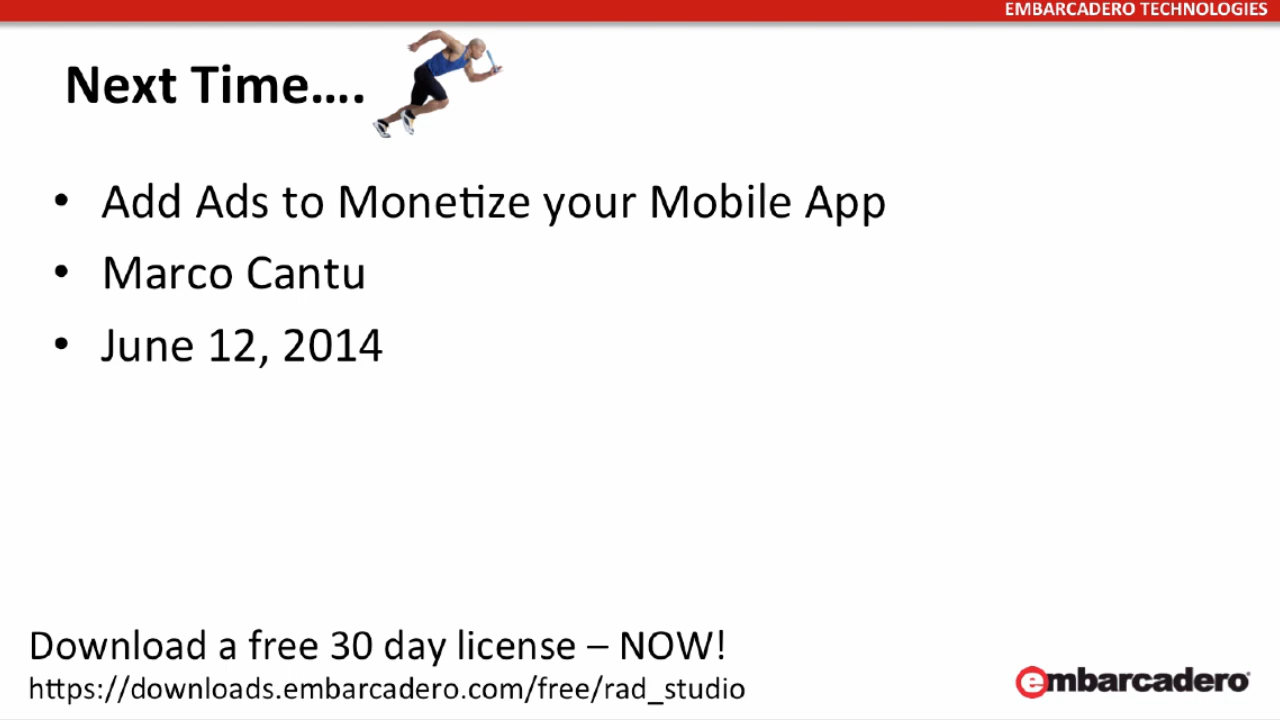 EMBARCADERO TECHNOLOGIES
Next Time....
• Add Ads to Monetize your Mobile App
• Marco Cantu
• June 12, 2014
Download a free 30 day license – NOW!
https://downloads.embarcadero.com/free/rad_studio
embarcadero